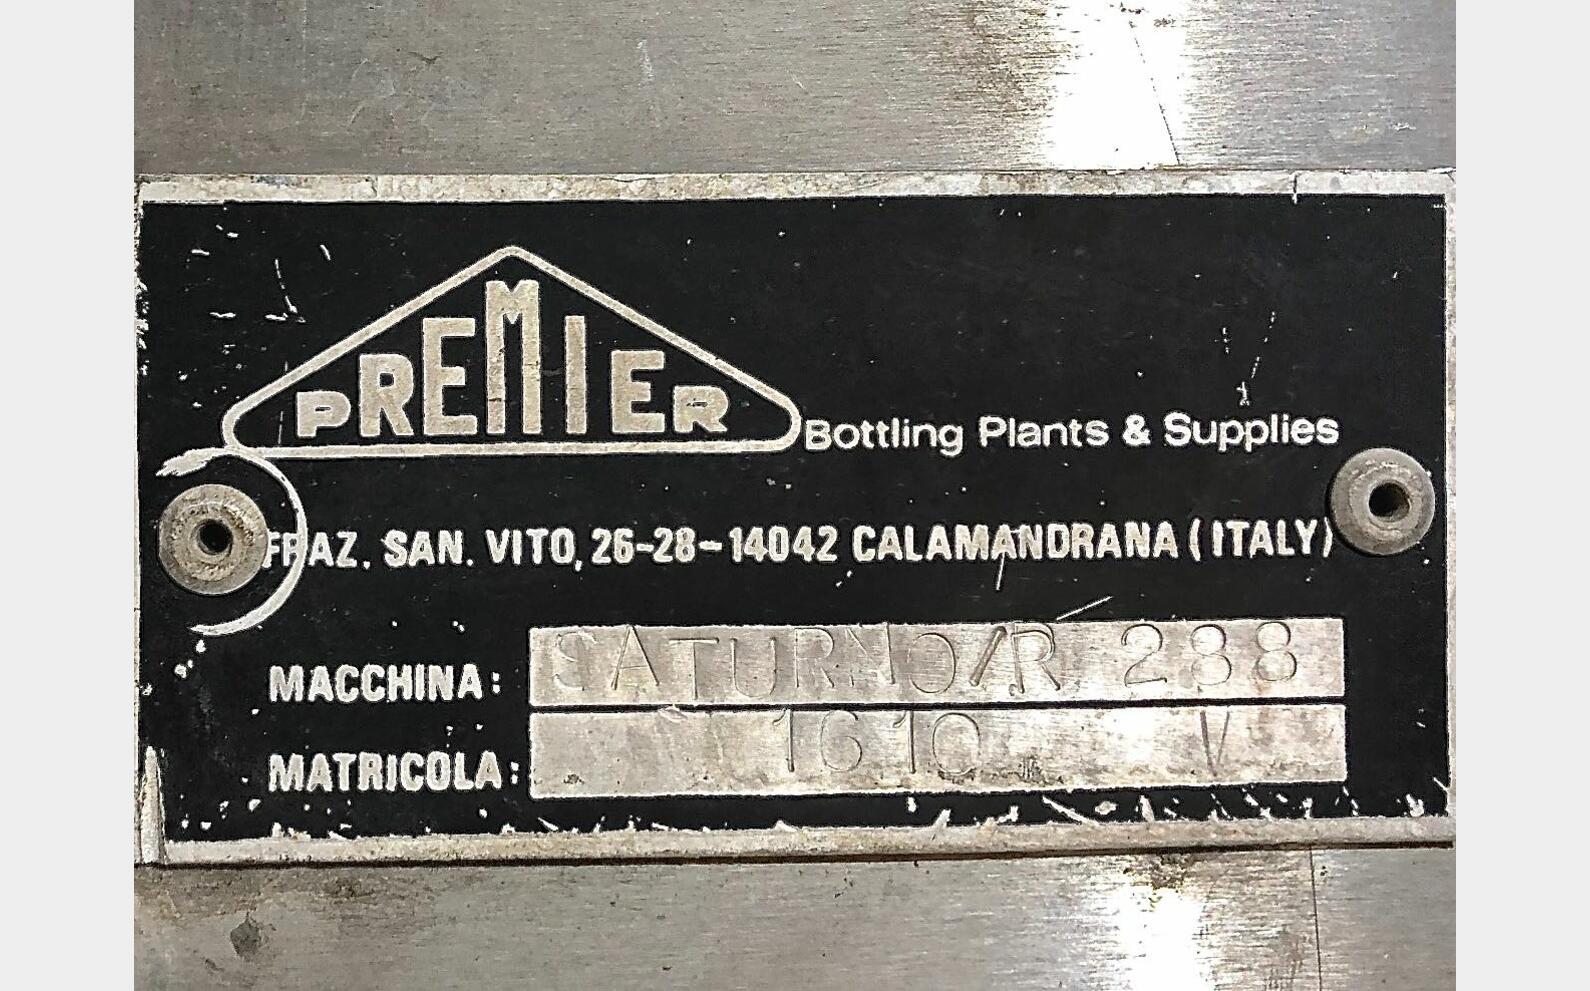 PREMIER
Bottling Plants & Supplies
FRAZ. SAN. VITO, 26-28-14042 CALAMANDRANA (ITALY)
MACCHINA: SATURNO/R 288
MATRICOLA: 1610 V